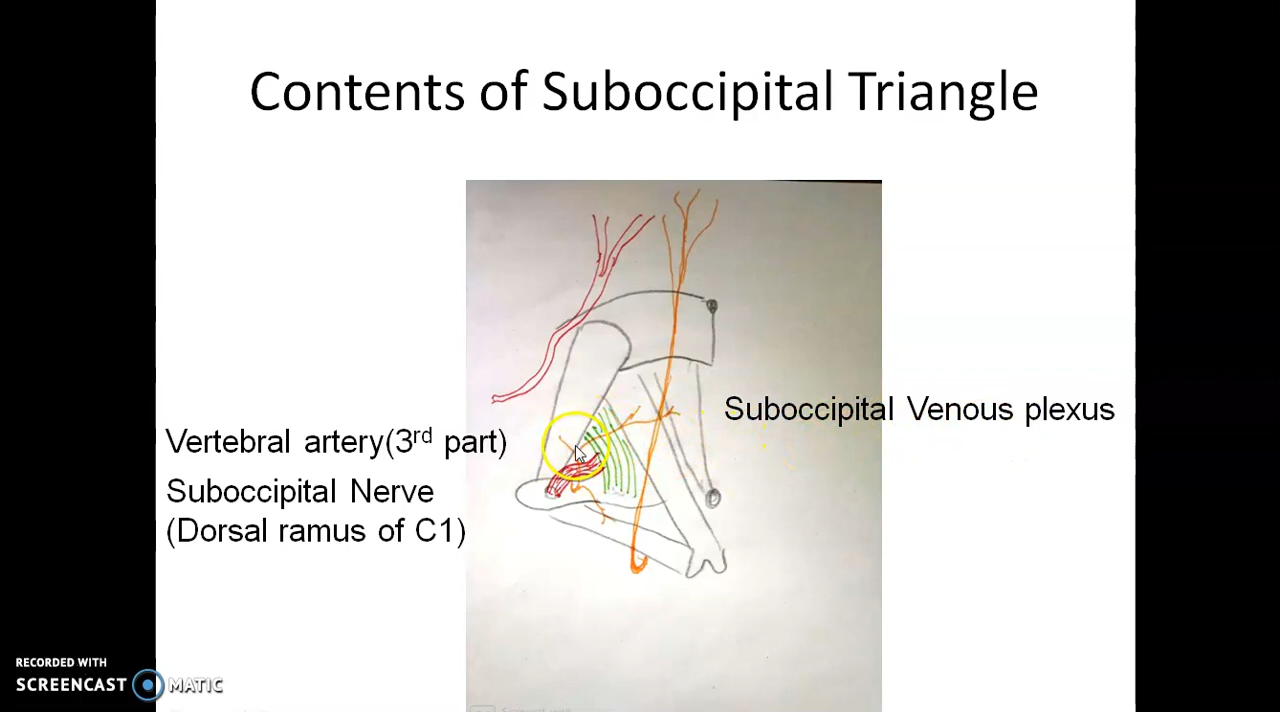 Contents of Suboccipital Triangle
Suboccipital Venous plexus
Vertebral artery(3rd part)
Suboccipital Nerve
(Dorsal ramus of C1)
RECORDED WITH
SCREENCAST MATIC